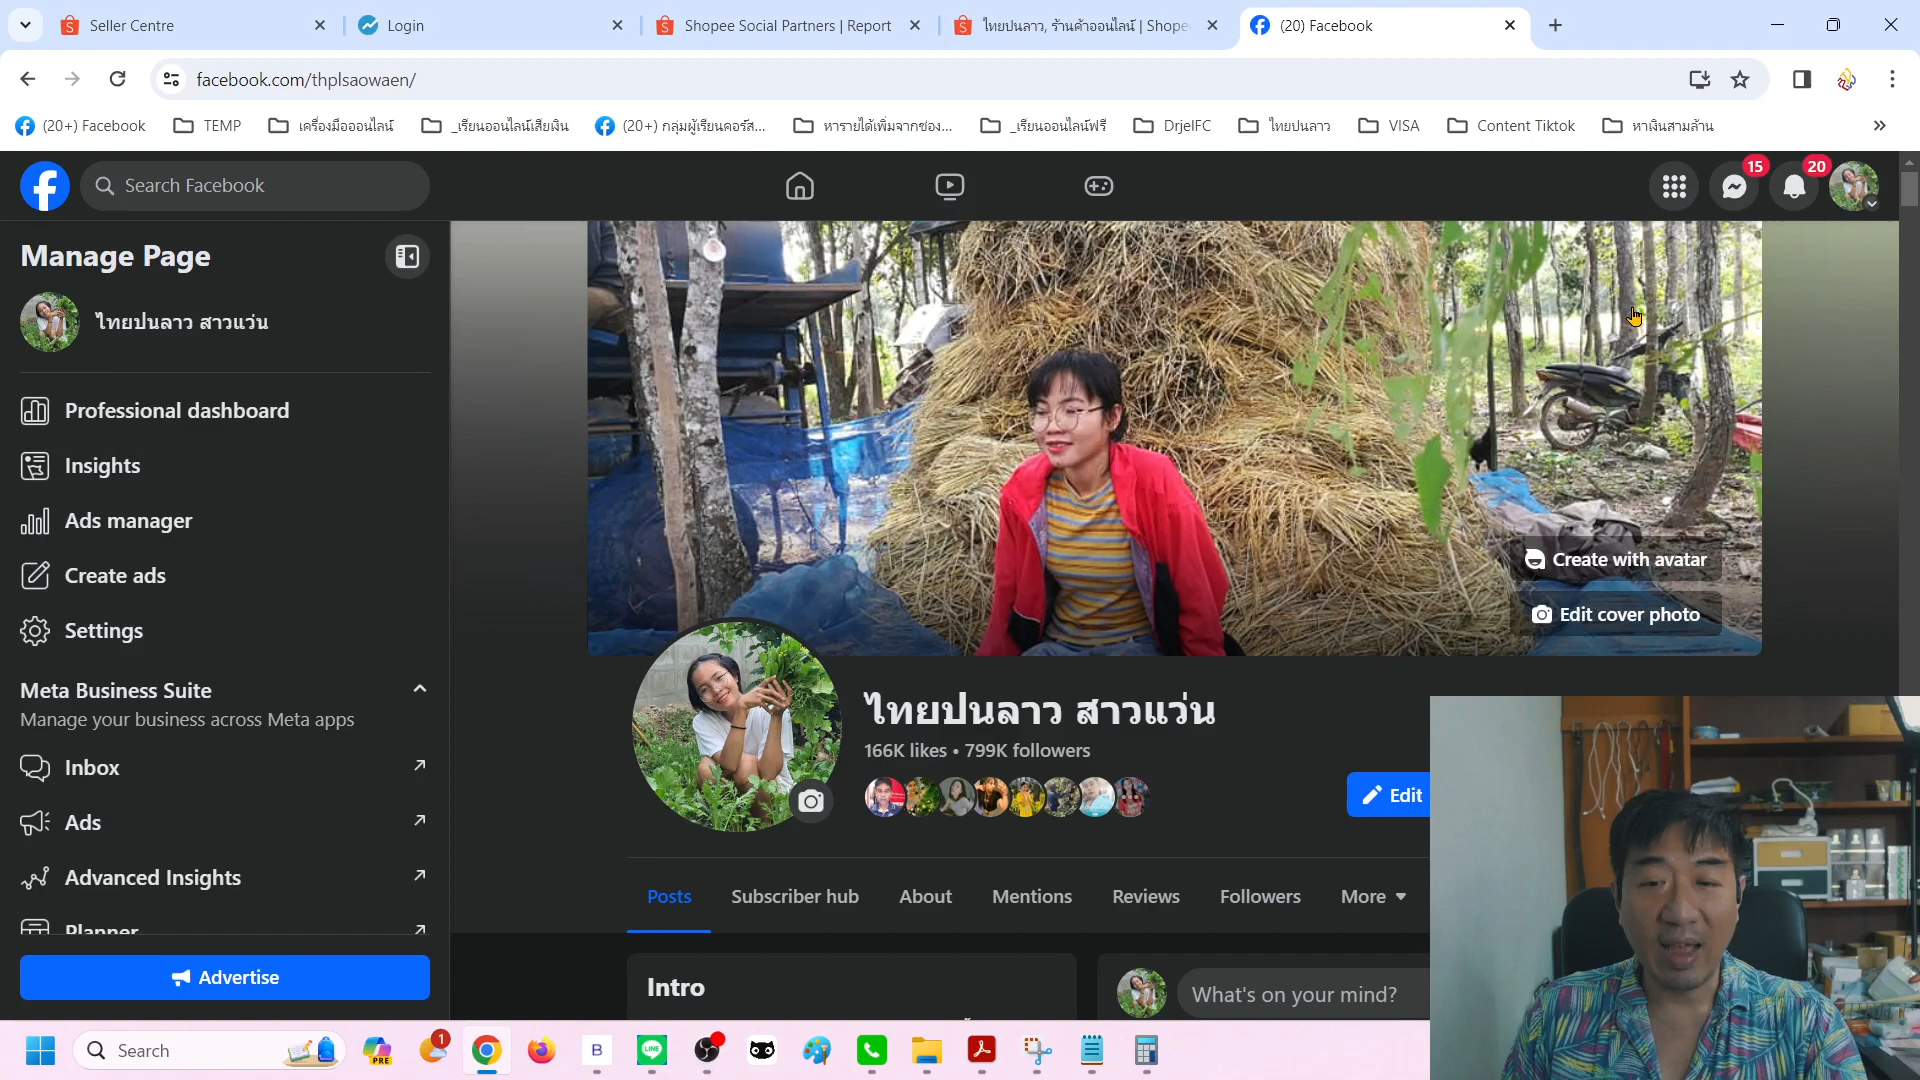 Seller Centre
Login
Shopee Social Partners | Report
ไทยปนลาว, ร้านค้าออนไลน์ | Shope
(20) Facebook
facebook.com/thplsaowaen/
(20+) Facebook
TEMP
เครื่องมือออนไลน์
_เรียนออนไลน์เสียเงิน
(20+) กลุ่มผู้เรียนคอร์ส...
หารายได้เพิ่มจากช่อง...
_เรียนออนไลน์ฟรี
DrjelFC
ไทยปนลาว
VISA
Content Tiktok
หาเงินสามล้าน
Search Facebook
15
20
Manage Page
ไทยปนลาว สาวแว่น
Professional dashboard
Insights
Ads manager
Create ads
Settings
Meta Business Suite
Manage your business across Meta apps
Inbox
Ads
Advanced Insights
Planner
Advertise
Create with avatar
Edit cover photo
ไทยปนลาว สาวแว่น
166K likes • 799K followers
Edit
Posts
Subscriber hub
About
Mentions
Reviews
Followers
More
Intro
What's on your mind?
Search
PRE
1
B
LINE